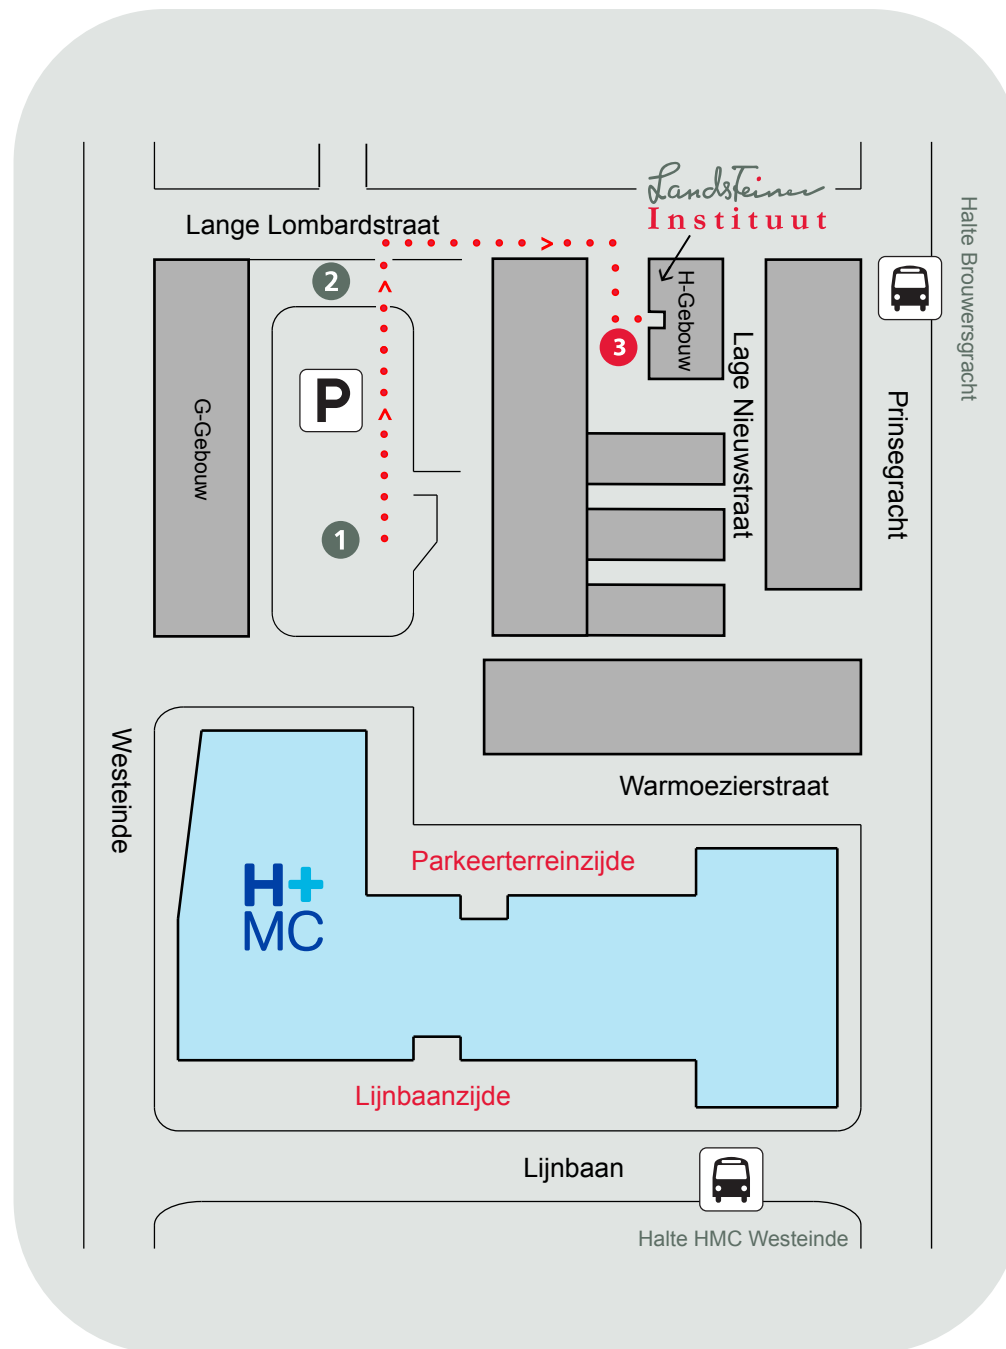 Landsteiner
Instituut
Lange Lombardstraat
Halte Brouwersgracht
2
H-Gebouw
3
Lage Nieuwstraat
P
G-Gebouw
Prinsegracht
1
Westeinde
Warmoezierstraat
Parkeerterreinzijde
H+
MC
Lijnbaanzijde
Lijnbaan
Halte HMC Westeinde